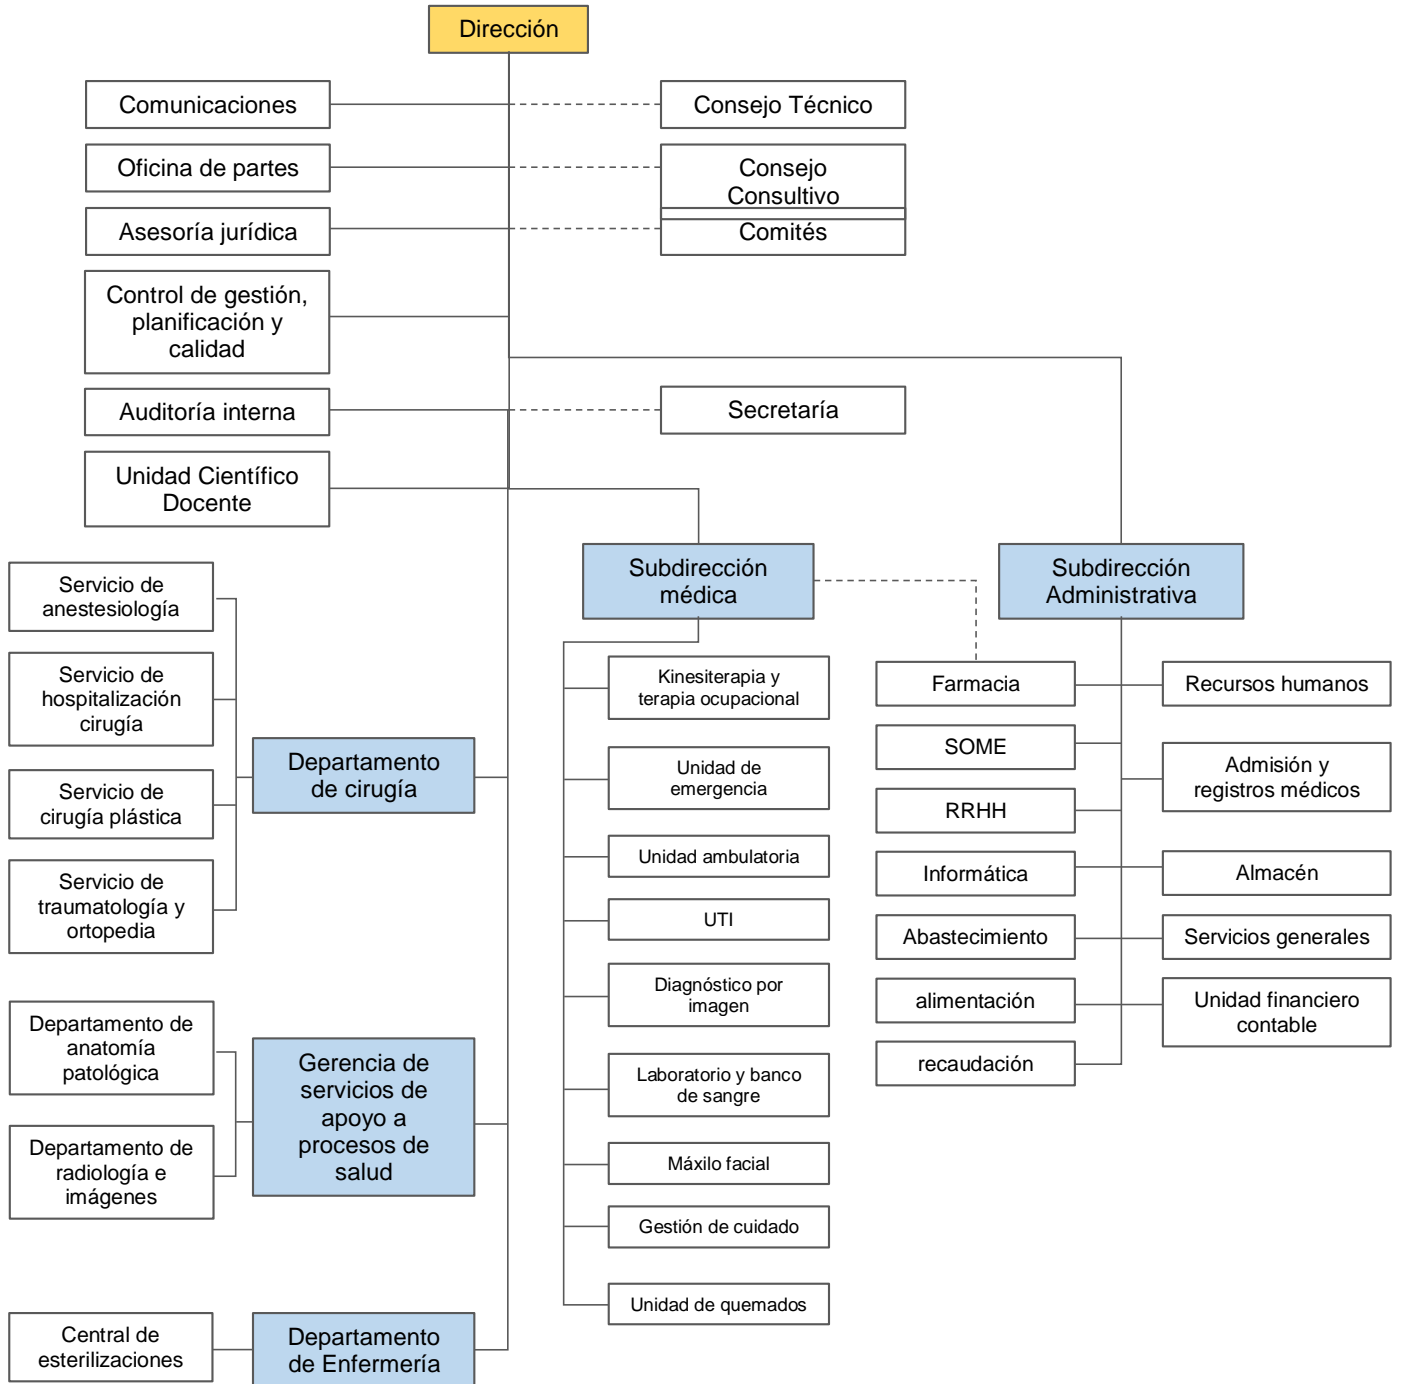 Dirección
Comunicaciones
Consejo Técnico
Oficina de partes
Consejo
Consultivo
Asesoría jurídica
Comités
Control de gestión,
planificación y
calidad
Auditoría interna
Secretaría
Unidad Científico
Docente
Servicio de
anestesiología
Servicio de
hospitalización
cirugía
Servicio de
cirugía plástica
Servicio de
traumatología y
ortopedia
Departamento
de cirugía
Departamento de
anatomía
patológica
Departamento de
radiología e
imágenes
Gerencia de
servicios de
apoyo a
procesos de
salud
Central de
esterilizaciones
Departamento
de Enfermería
Subdirección
médica
Kinesiterapia y
terapia ocupacional
Unidad de
emergencia
Unidad ambulatoria
UTI
Diagnóstico por
imagen
Laboratorio y banco
de sangre
Máxilo facial
Gestión de cuidado
Unidad de quemados
Subdirección
Administrativa
Farmacia
SOME
RRHH
Informática
Abastecimiento
alimentación
recaudación
Recursos humanos
Admisión y
registros médicos
Almacén
Servicios generales
Unidad financiero
contable